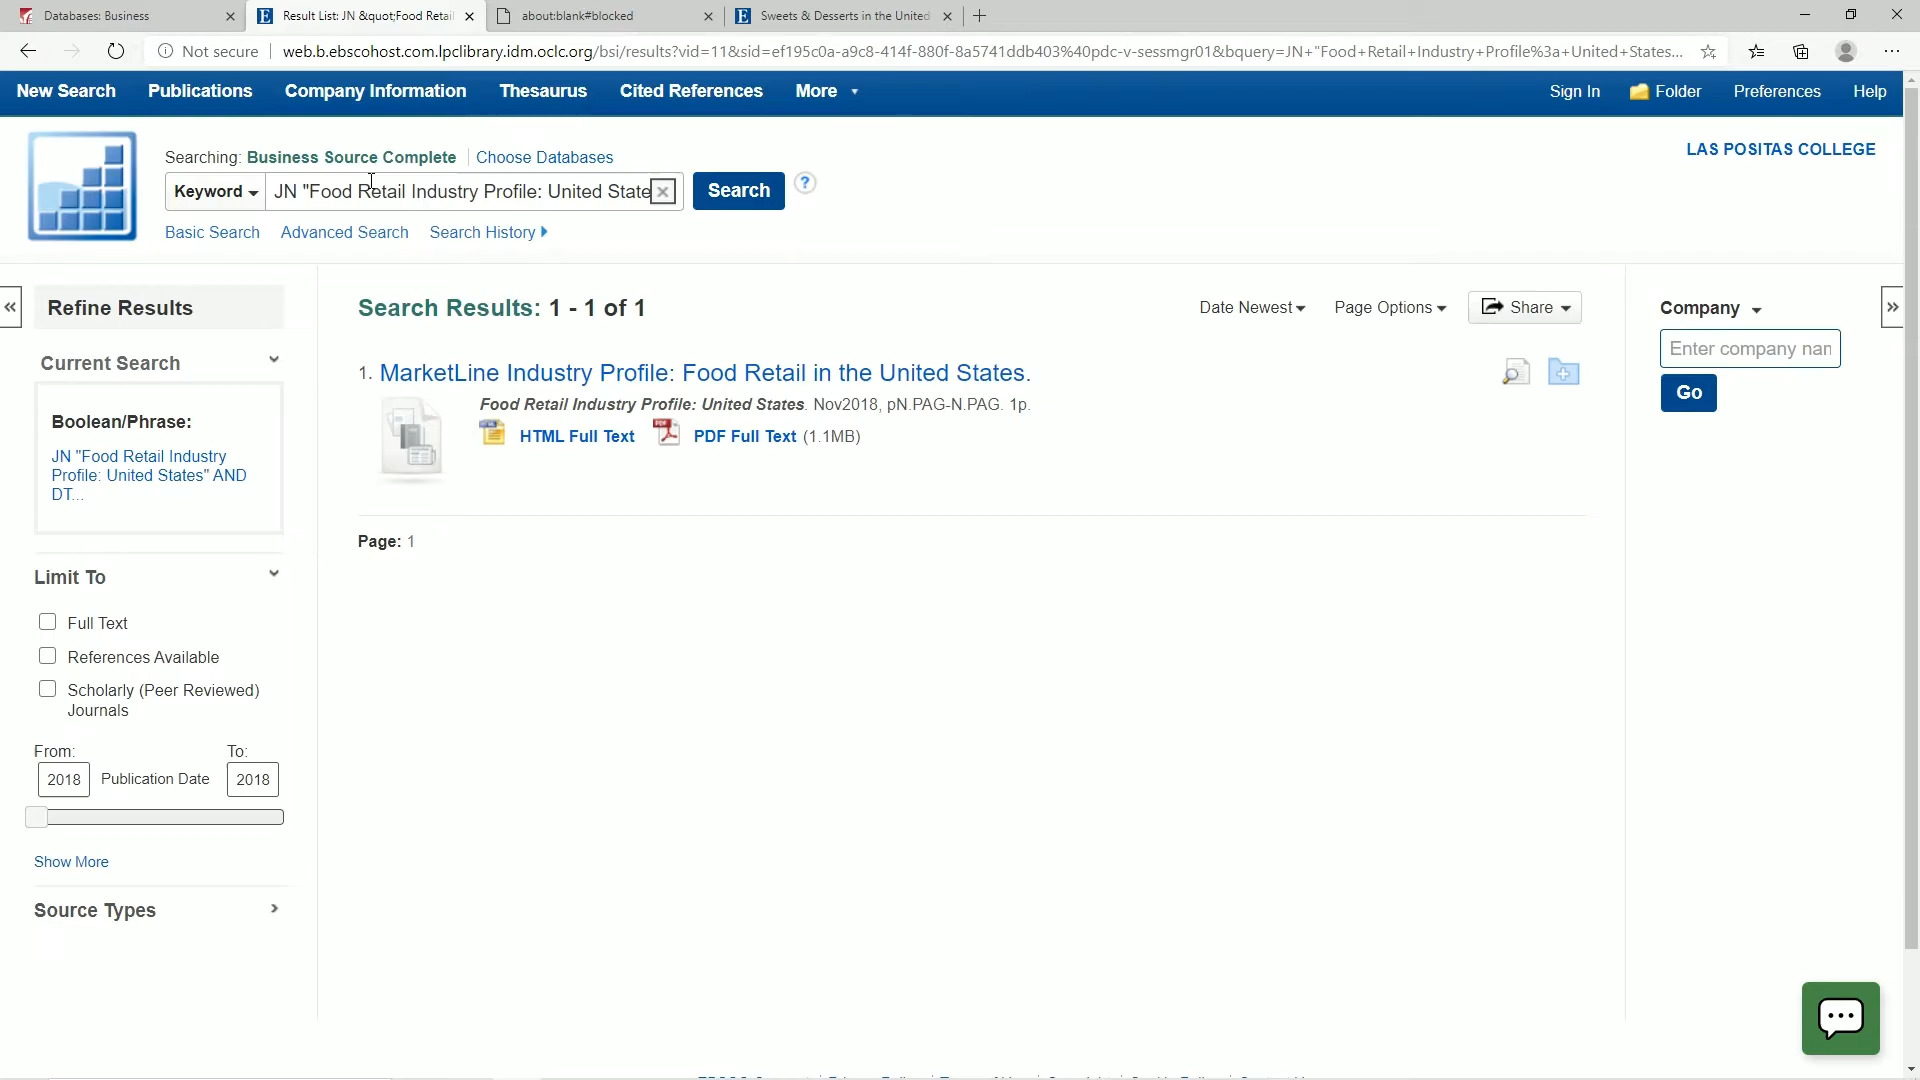 Databases: Business
Result List: JN &quot;Food Retail
about:blank#blocked
Sweets & Desserts in the United
Not secure
web.b.ebscohost.com.lpclibrary.idm.oclc.org/bsi/results?vid=11&sid=ef195c0a-a9c8-414f-880f-8a5741ddb403%40pdc-v-sessmgr01&bquery=JN+"Food+Retail+Industry+Profile%3a+United+States...
New Search Publications Company Information Thesaurus Cited References More
Sign In Folder Preferences Help
Searching: Business Source Complete Choose Databases
LAS POSITAS COLLEGE
Keyword JN "Food Retail Industry Profile: United State Search ?
Basic Search Advanced Search Search History
Refine Results
Search Results: 1 - 1 of 1
Date Newest Page Options Share
Company
Enter company nan
Go
Current Search
Boolean/Phrase:
JN "Food Retail Industry
Profile: United States" AND
DT...
1. MarketLine Industry Profile: Food Retail in the United States.
Food Retail Industry Profile: United States. Nov2018, pN.PAG-N.PAG. 1p.
HTML Full Text PDF Full Text (1.1MB)
Page: 1
Limit To
Full Text
References Available
Scholarly (Peer Reviewed)
Journals
From: To:
2018 Publication Date 2018
Show More
Source Types